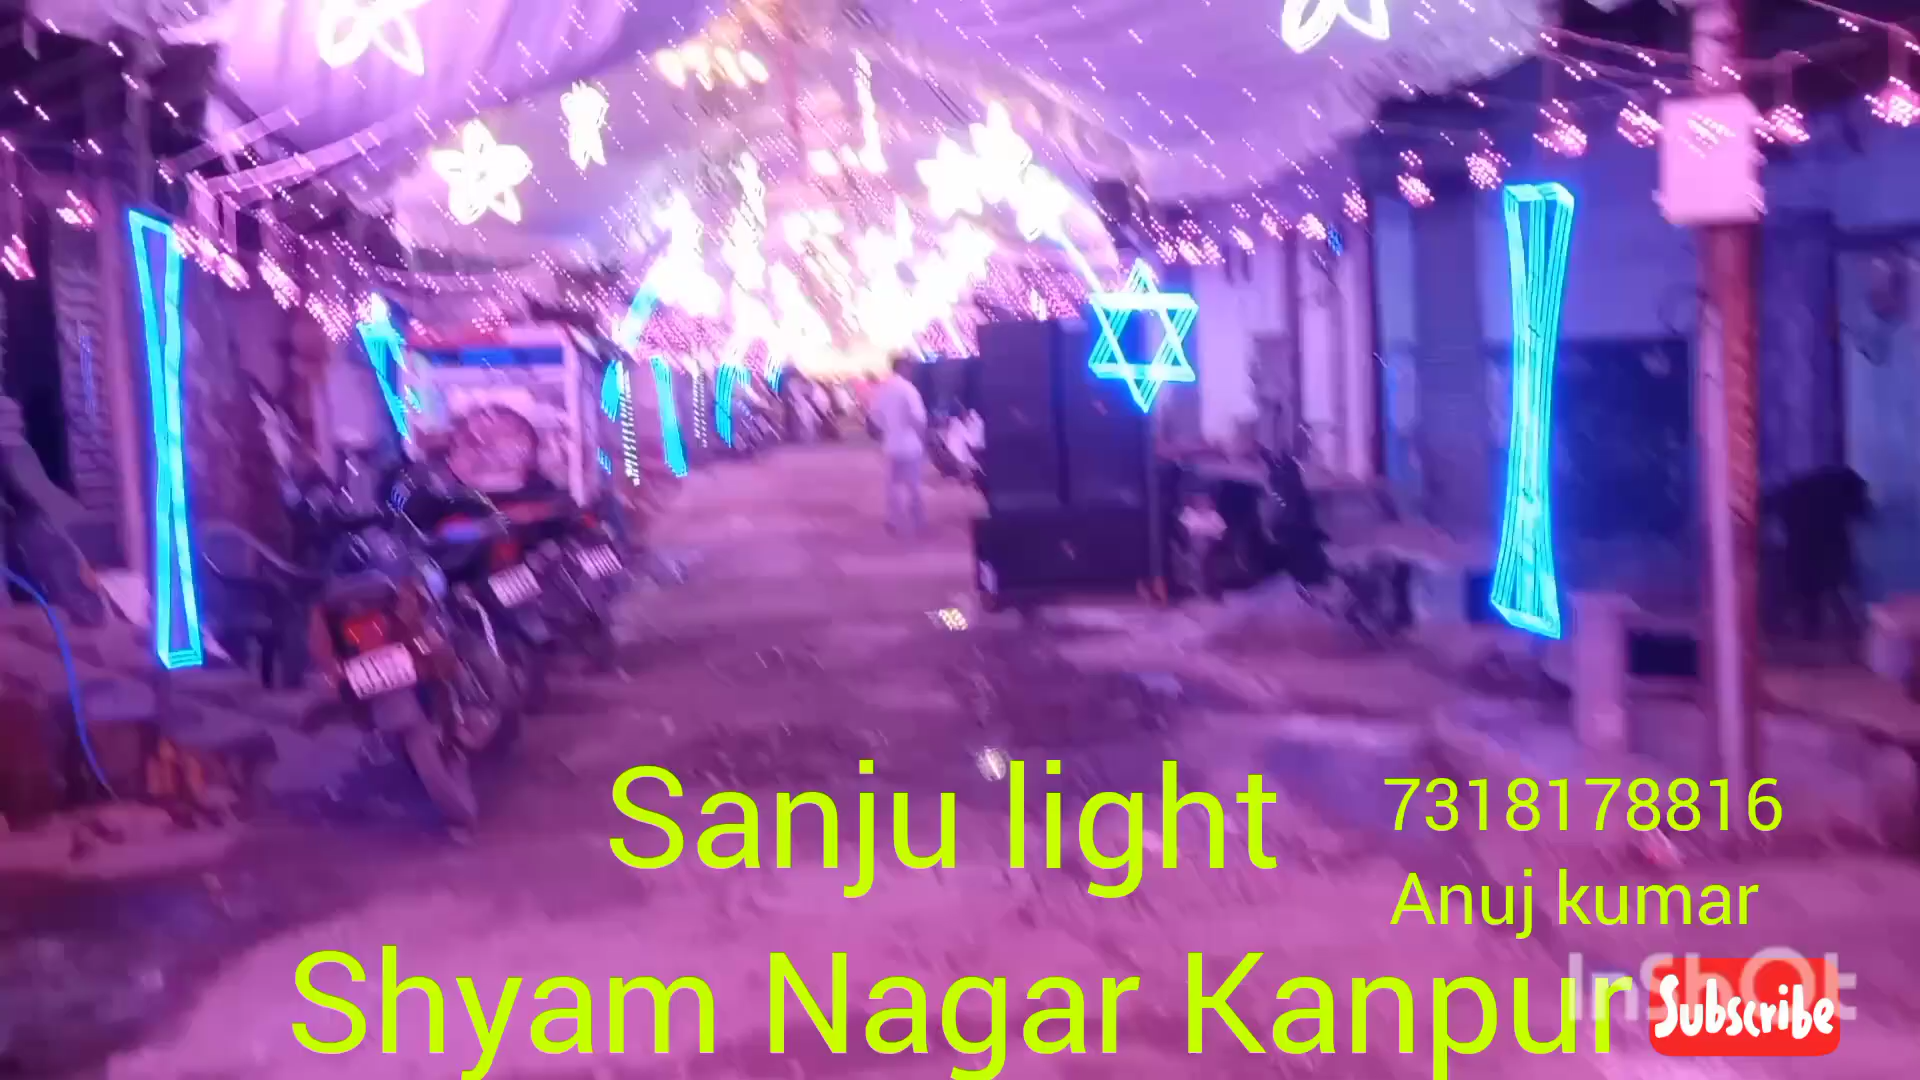 Sanju light
7318178816
Anuj kumar
Shyam Nagar Kanpur
InShOt
Subscribe